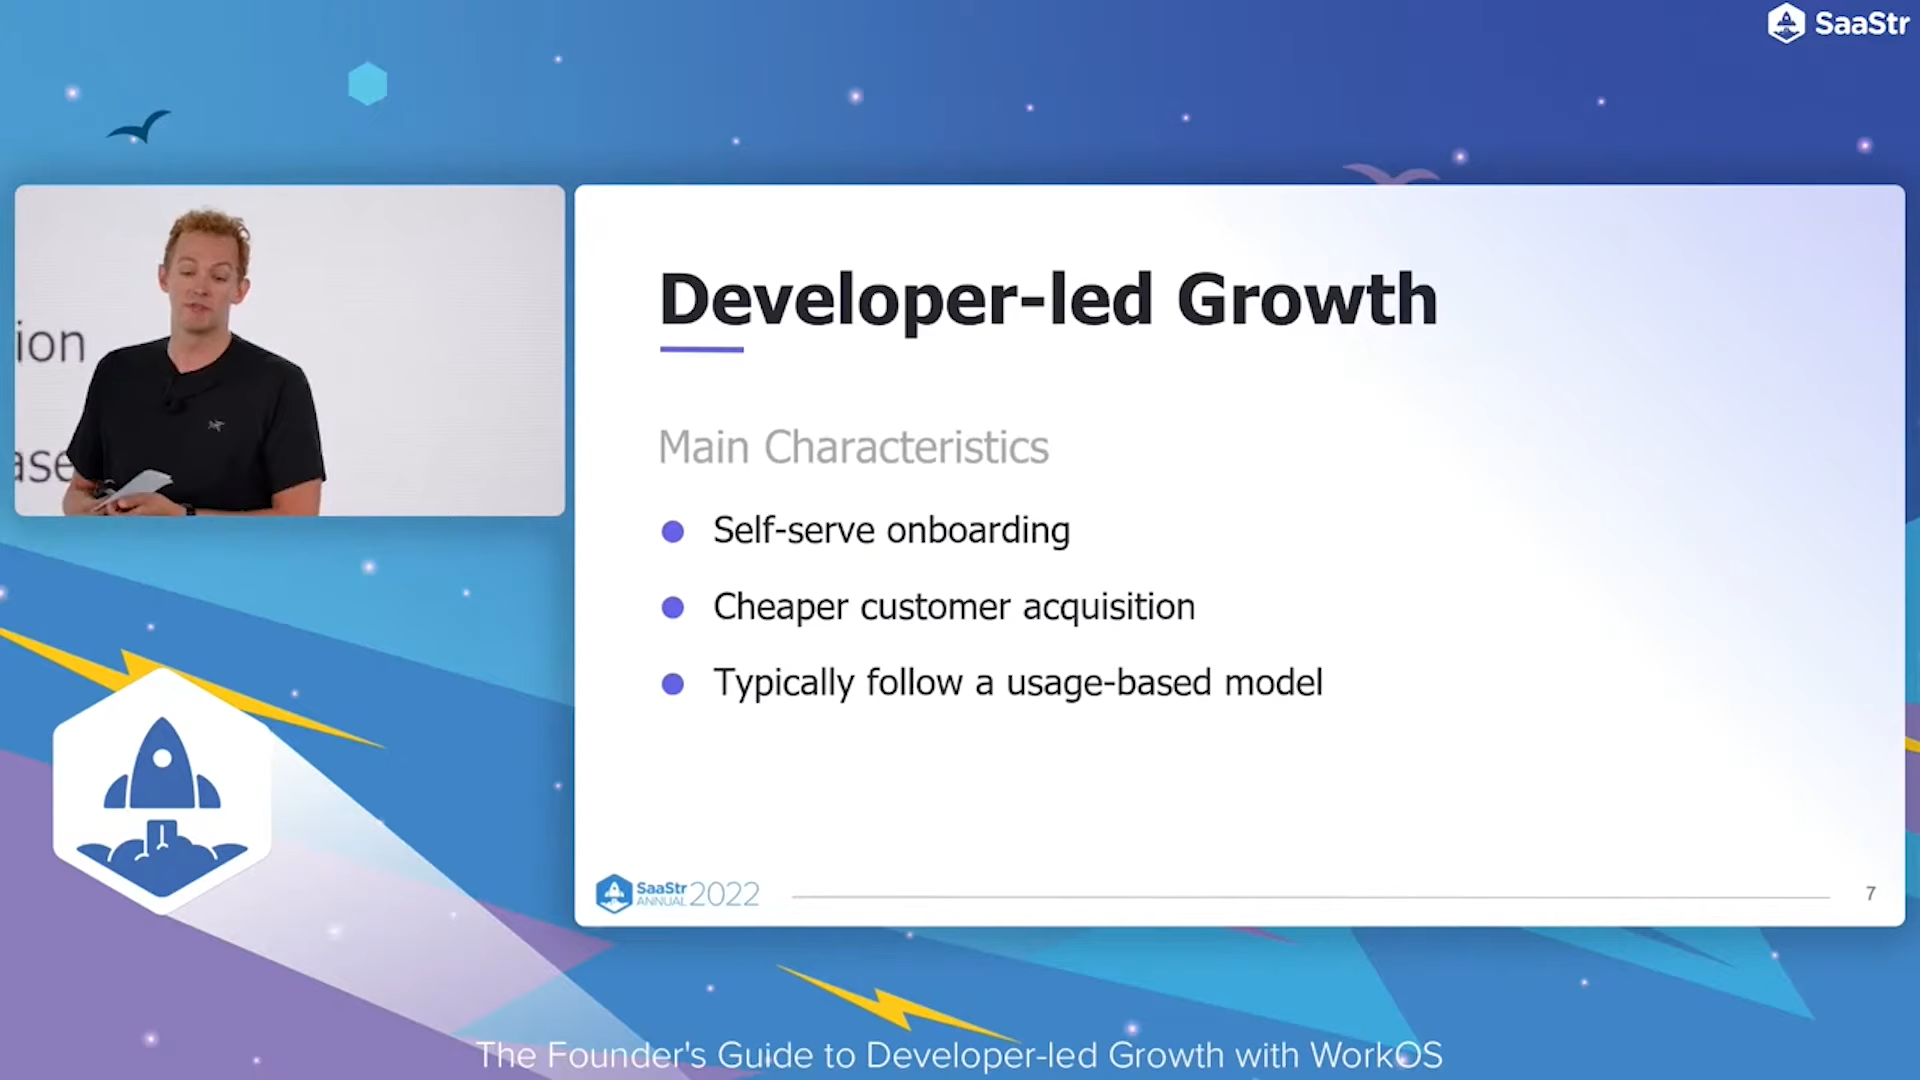 SaaStr
ion
ase
Developer-led Growth
Main Characteristics
Self-serve onboarding
Cheaper customer acquisition
Typically follow a usage-based model
SaaStr
ANNUAL 2022
7
The Founder's Guide to Developer-led Growth with WorkOS